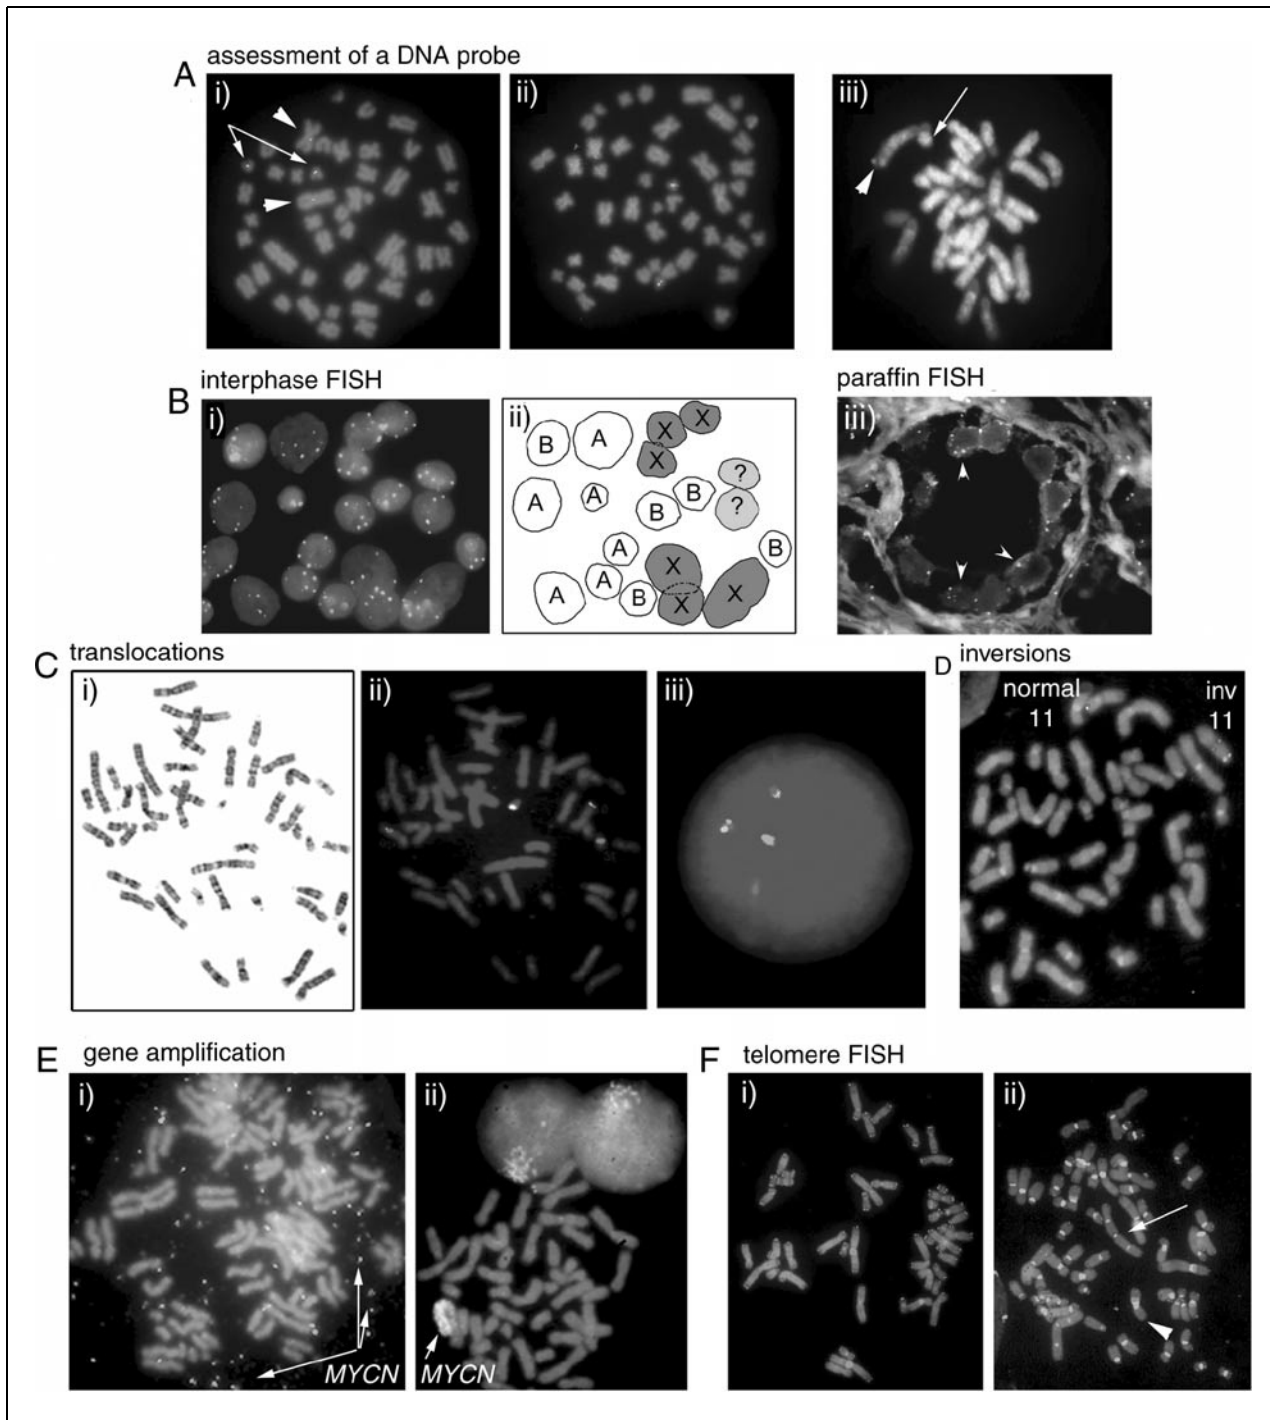 A assessment of a DNA probe
i) ii) iii)
B interphase FISH paraffin FISH
i) ii) iii)
B A X X
X ?
A A B B ?
A X B
A A B X X
C translocations D inversions
i) ii) iii) normal inv
11 11
E gene amplification F telomere FISH
i) ii) i) ii)
MYCN MYCN